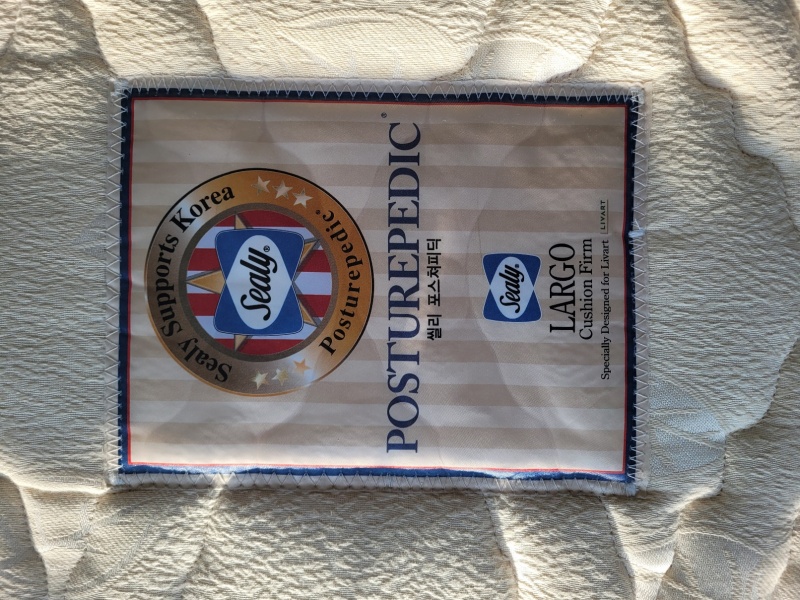 Sealy Supports Korea
Sealy®
Posturepedic®
POSTUREPEDIC®
씰리 포스처피딕
Sealy®
LARGO
Cushion Firm
Specially Designed for Livart LIVART